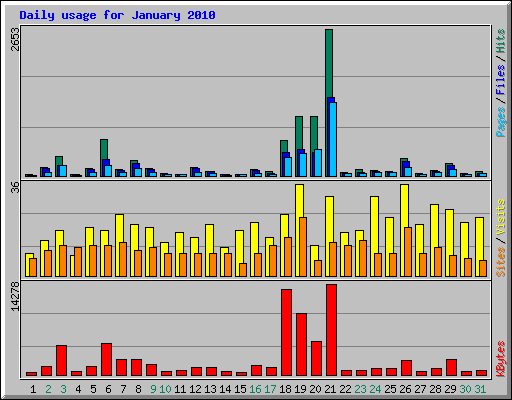 Daily usage for January 2010
2653
Pages / Files / Hits
36
Sites / Visits
14278
KBytes
1 2 3 4 5 6 7 8 9 10 11 12 13 14 15 16 17 18 19 20 21 22 23 24 25 26 27 28 29 30 31